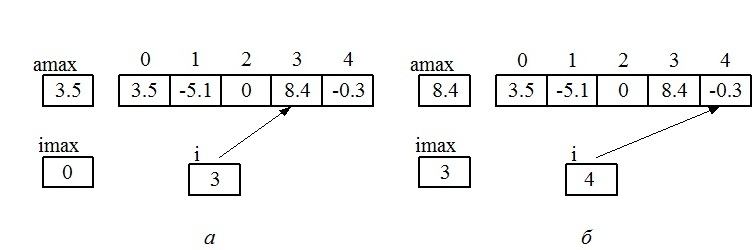 0 1 2 3 4
amax
3.5 3.5 -5.1 0 8.4 -0.3
imax i
0 3
а
0 1 2 3 4
amax
8.4 3.5 -5.1 0 8.4 -0.3
imax i
3 4
б